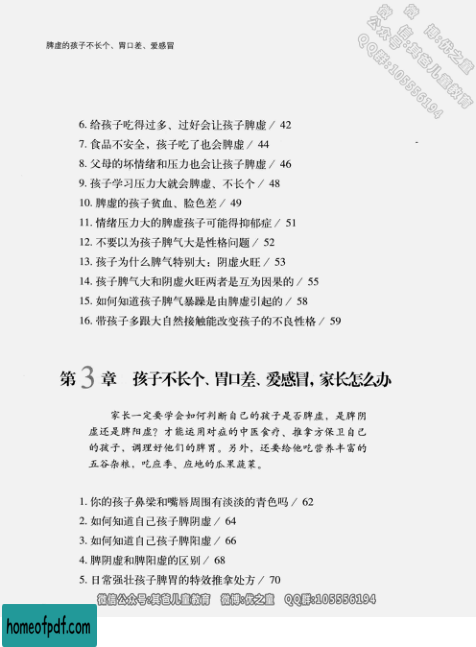 脾虚的孩子不长个、胃口差、爱感冒
微 博:优之童
微信公众号:其爸儿童教育
QQ群:105556194
6. 给孩子吃得过多、过好会让孩子脾虚 / 42
7. 食品不安全，孩子吃了也会脾虚 / 44
8. 父母的坏情绪和压力也会让孩子脾虚 / 46
9. 孩子学习压力大就会脾虚、不长个 / 48
10. 脾虚的孩子贫血、脸色差 / 49
11. 情绪压力大的脾虚孩子可能得抑郁症 / 51
12. 不要以为孩子脾气大是性格问题 / 52
13. 孩子为什么脾气特别大：阴虚火旺 / 53
14. 孩子脾气大和阴虚火旺两者是互为因果的 / 55
15. 如何知道孩子脾气暴躁是由脾虚引起的 / 58
16. 带孩子多跟大自然接触能改变孩子的不良性格 / 59
第3章 孩子不长个、胃口差、爱感冒，家长怎么办
家长一定要学会如何判断自己的孩子是否脾虚，是脾阴
虚还是脾阳虚？才能运用对症的中医食疗、推拿方保卫自己
的孩子，调理好他们的脾胃。另外，还要给他吃营养丰富的
五谷杂粮，吃应季、应地的瓜果蔬菜。
1. 你的孩子鼻梁和嘴唇周围有淡淡的青色吗 / 62
2. 如何知道自己孩子脾阴虚 / 64
3. 如何知道自己孩子脾阳虚 / 66
4. 脾阴虚和脾阳虚的区别 / 68
5. 日常强壮孩子脾胃的特效推拿处方 / 70
微信公众号:其爸儿童教育 微博:优之童 QQ群:105556194
homeofpdf.com